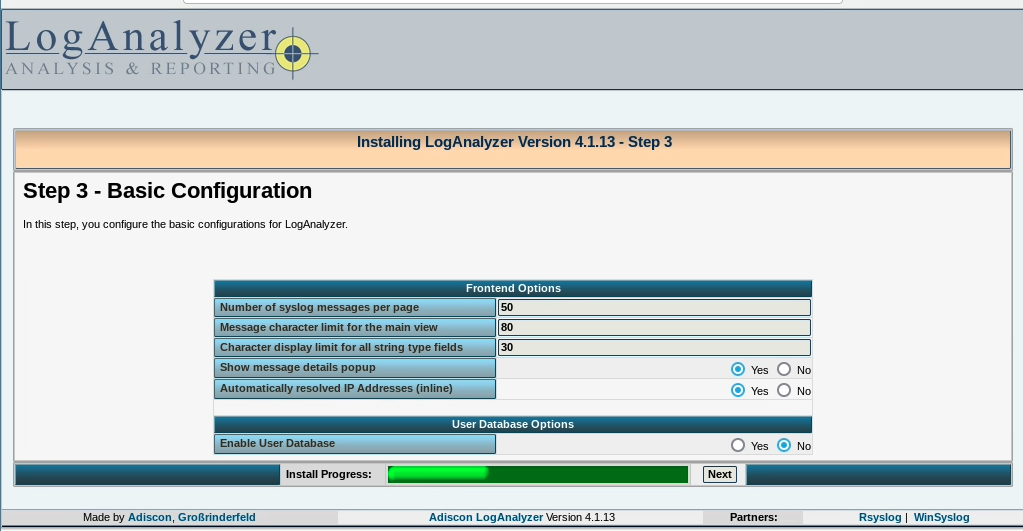 LogAnalyzer
ANALYSIS & REPORTING
Installing LogAnalyzer Version 4.1.13 - Step 3
Step 3 - Basic Configuration
In this step, you configure the basic configurations for LogAnalyzer.
Frontend Options
Number of syslog messages per page 50
Message character limit for the main view 80
Character display limit for all string type fields 30
Show message details popup Yes No
Automatically resolved IP Addresses (inline) Yes No
User Database Options
Enable User Database Yes No
Install Progress: Next
Made by Adiscon, Großrinderfeld Adiscon LogAnalyzer Version 4.1.13 Partners: Rsyslog | WinSyslog